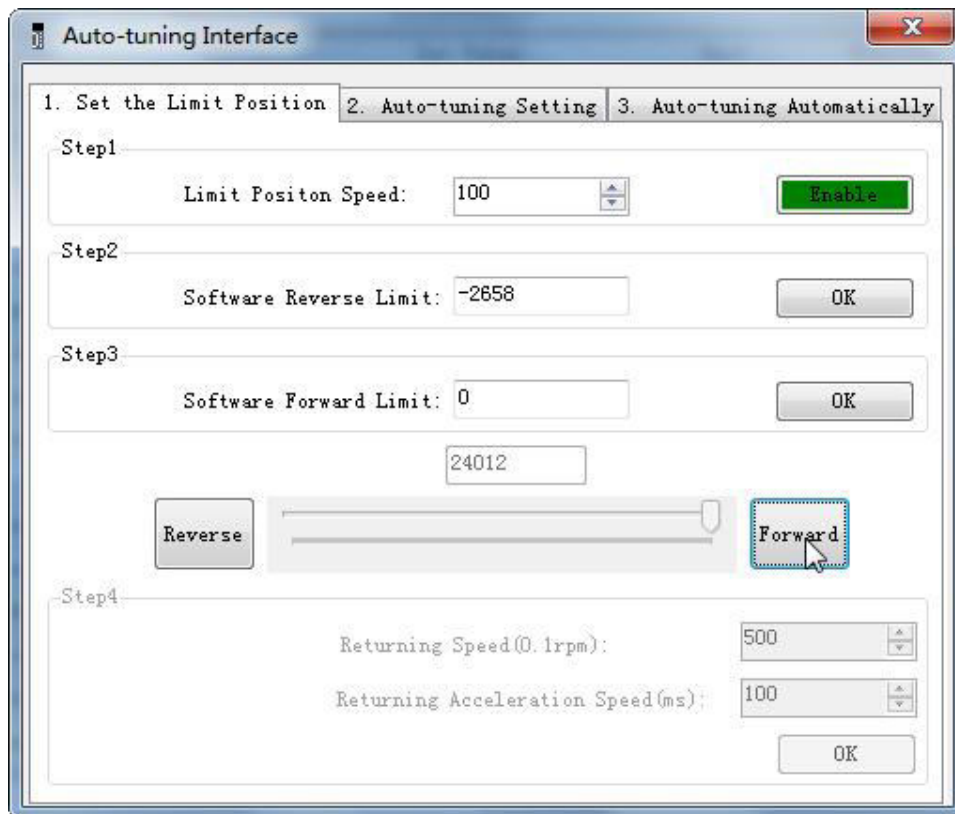 Auto-tuning Interface
1. Set the Limit Position 2. Auto-tuning Setting 3. Auto-tuning Automatically
Step1
Limit Positon Speed: 100 Enable
Step2
Software Reverse Limit: -2658 OK
Step3
Software Forward Limit: 0 OK
24012
Reverse Forward
Step4
Returning Speed(0.1rpm): 500
Returning Acceleration Speed(ms): 100
OK